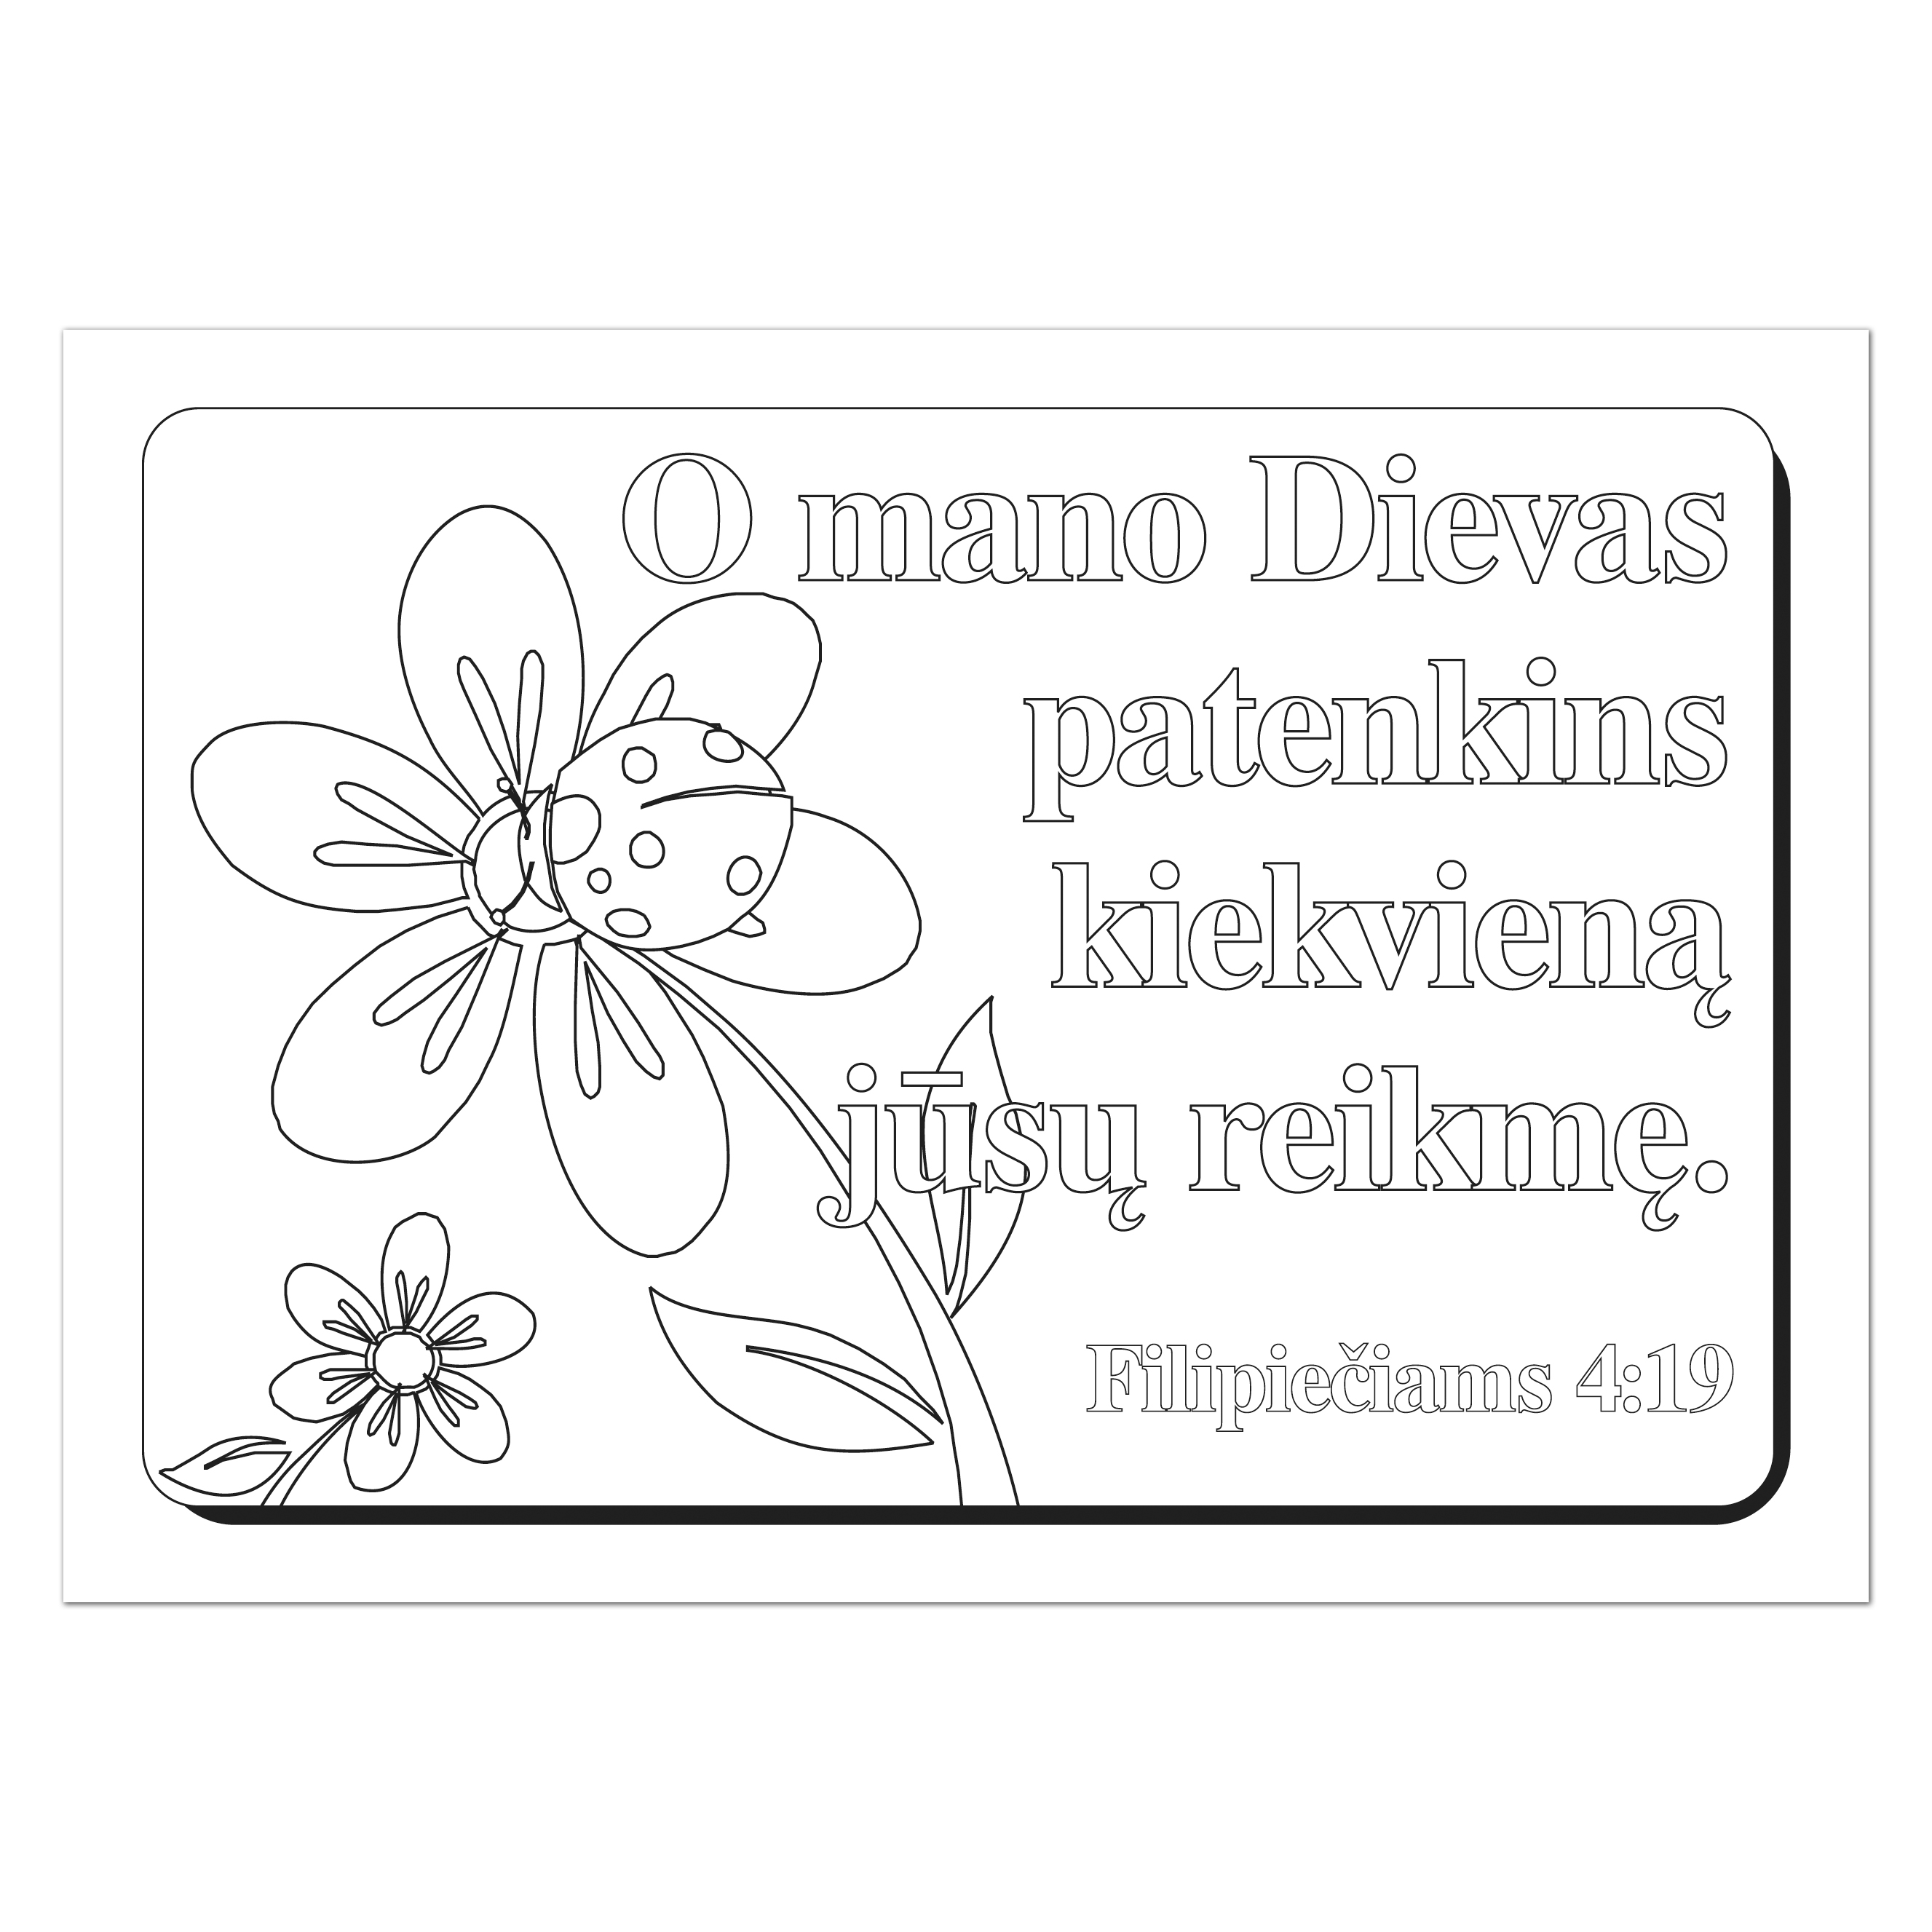 O mano Dievas
patenkins
kiekvieną
jūsų reikmę.
Filipiečiams 4:19